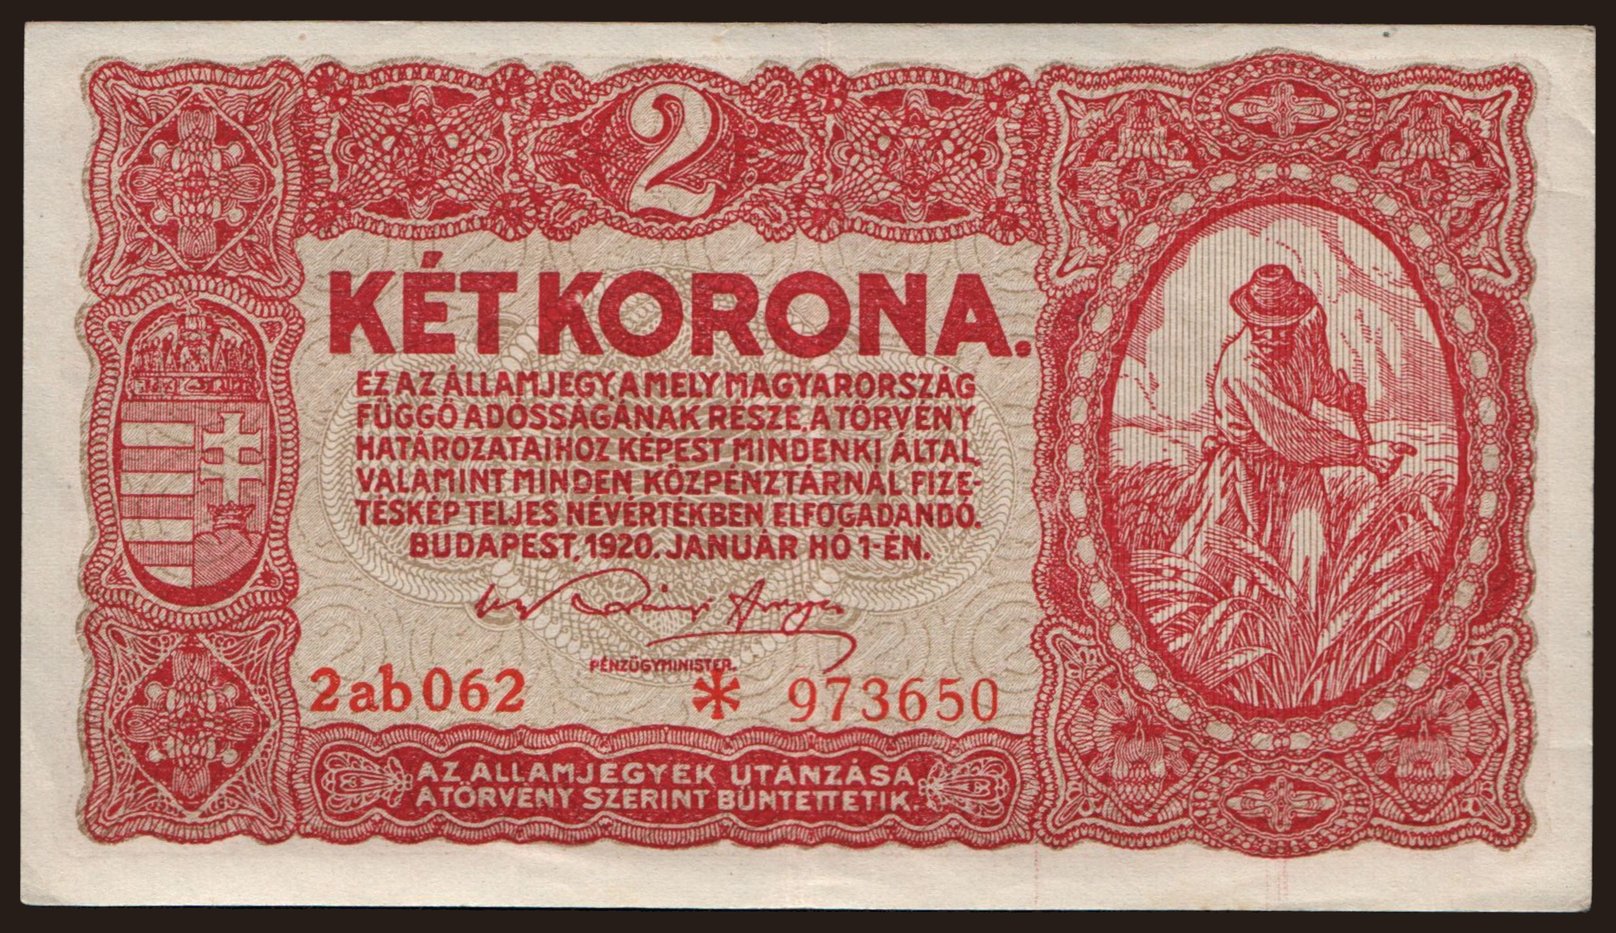 2
KÉT KORONA.
EZ AZ ÁLLAMJEGY, AMELY MAGYARORSZÁG
FÜGGŐ ADÓSSÁGÁNAK RÉSZE, A TÖRVÉNY
HATÁROZATAIHOZ KÉPEST MINDENKI ÁLTAL,
VALAMINT MINDEN KÖZPÉNZTÁRNÁL FIZE-
TÉSKÉP TELJES NÉVÉRTÉKBEN ELFOGADANDÓ.
BUDAPEST, 1920. JANUÁR HÓ 1-ÉN.
Korányi
PÉNZÜGYMINISTER.
2ab062 * 973650
AZ ÁLLAMJEGYEK UTÁNZÁSA
A TÖRVÉNY SZERINT BÜNTETTETIK.